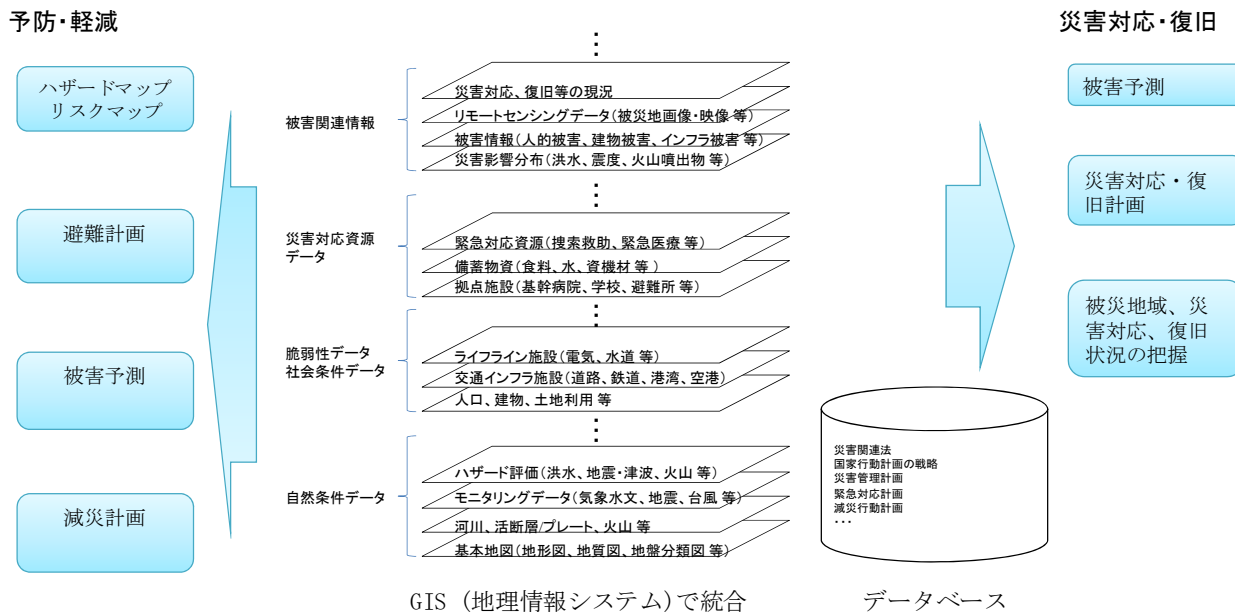 予防・軽減
ハザードマップ
リスクマップ
避難計画
被害予測
減災計画
被害関連情報
災害対応、復旧等の現況
リモートセンシングデータ(被災地画像・映像 等)
被害情報(人的被害、建物被害、インフラ被害 等)
災害影響分布(洪水、震度、火山噴出物 等)
災害対応資源
データ
緊急対応資源(捜索救助、緊急医療 等)
備蓄物資(食料、水、資機材 等 )
拠点施設(基幹病院、学校、避難所 等)
脆弱性データ
社会条件データ
ライフライン施設(電気、水道 等)
交通インフラ施設(道路、鉄道、港湾、空港)
人口、建物、土地利用 等
自然条件データ
ハザード評価(洪水、地震・津波、火山 等)
モニタリングデータ(気象水文、地震、台風 等)
河川、活断層/プレート、火山 等
基本地図(地形図、地質図、地盤分類図 等)
GIS (地理情報システム)で統合
災害関連法
国家行動計画の戦略
災害管理計画
緊急対応計画
減災行動計画
・・・
データベース
災害対応・復旧
被害予測
災害対応・復
旧計画
被災地域、災
害対応、復旧
状況の把握